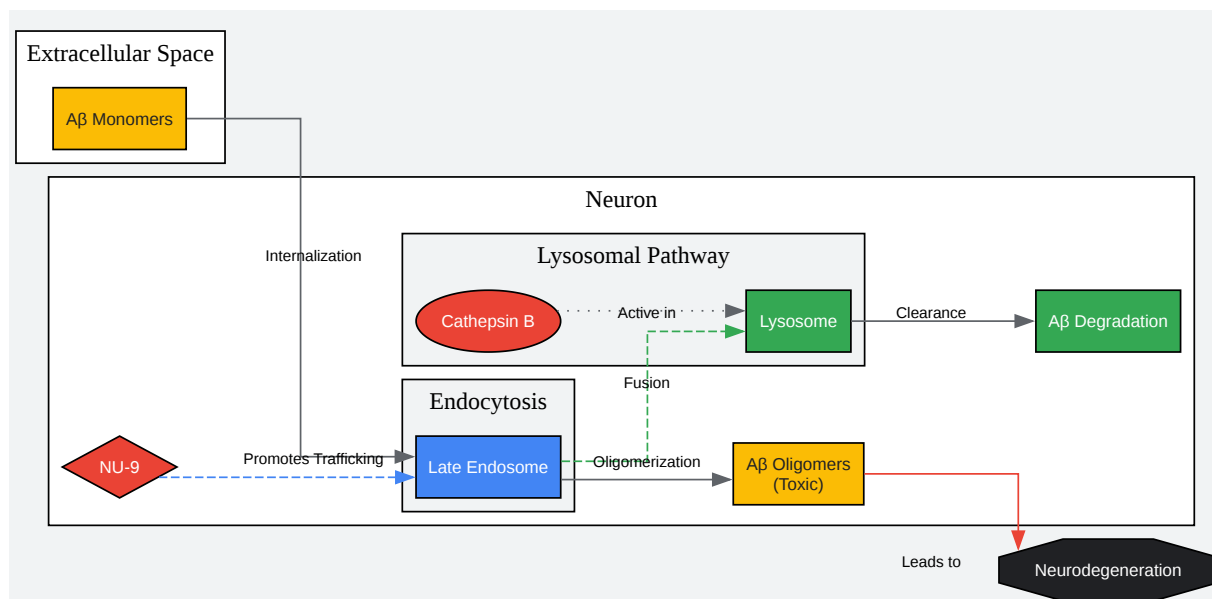 Extracellular Space
Aβ Monomers
Neuron
Internalization
Lysosomal Pathway
Cathepsin B
Active in
Lysosome
Clearance
Aβ Degradation
Fusion
Endocytosis
NU-9
Promotes Trafficking
Late Endosome
Oligomerization
Aβ Oligomers
(Toxic)
Leads to
Neurodegeneration